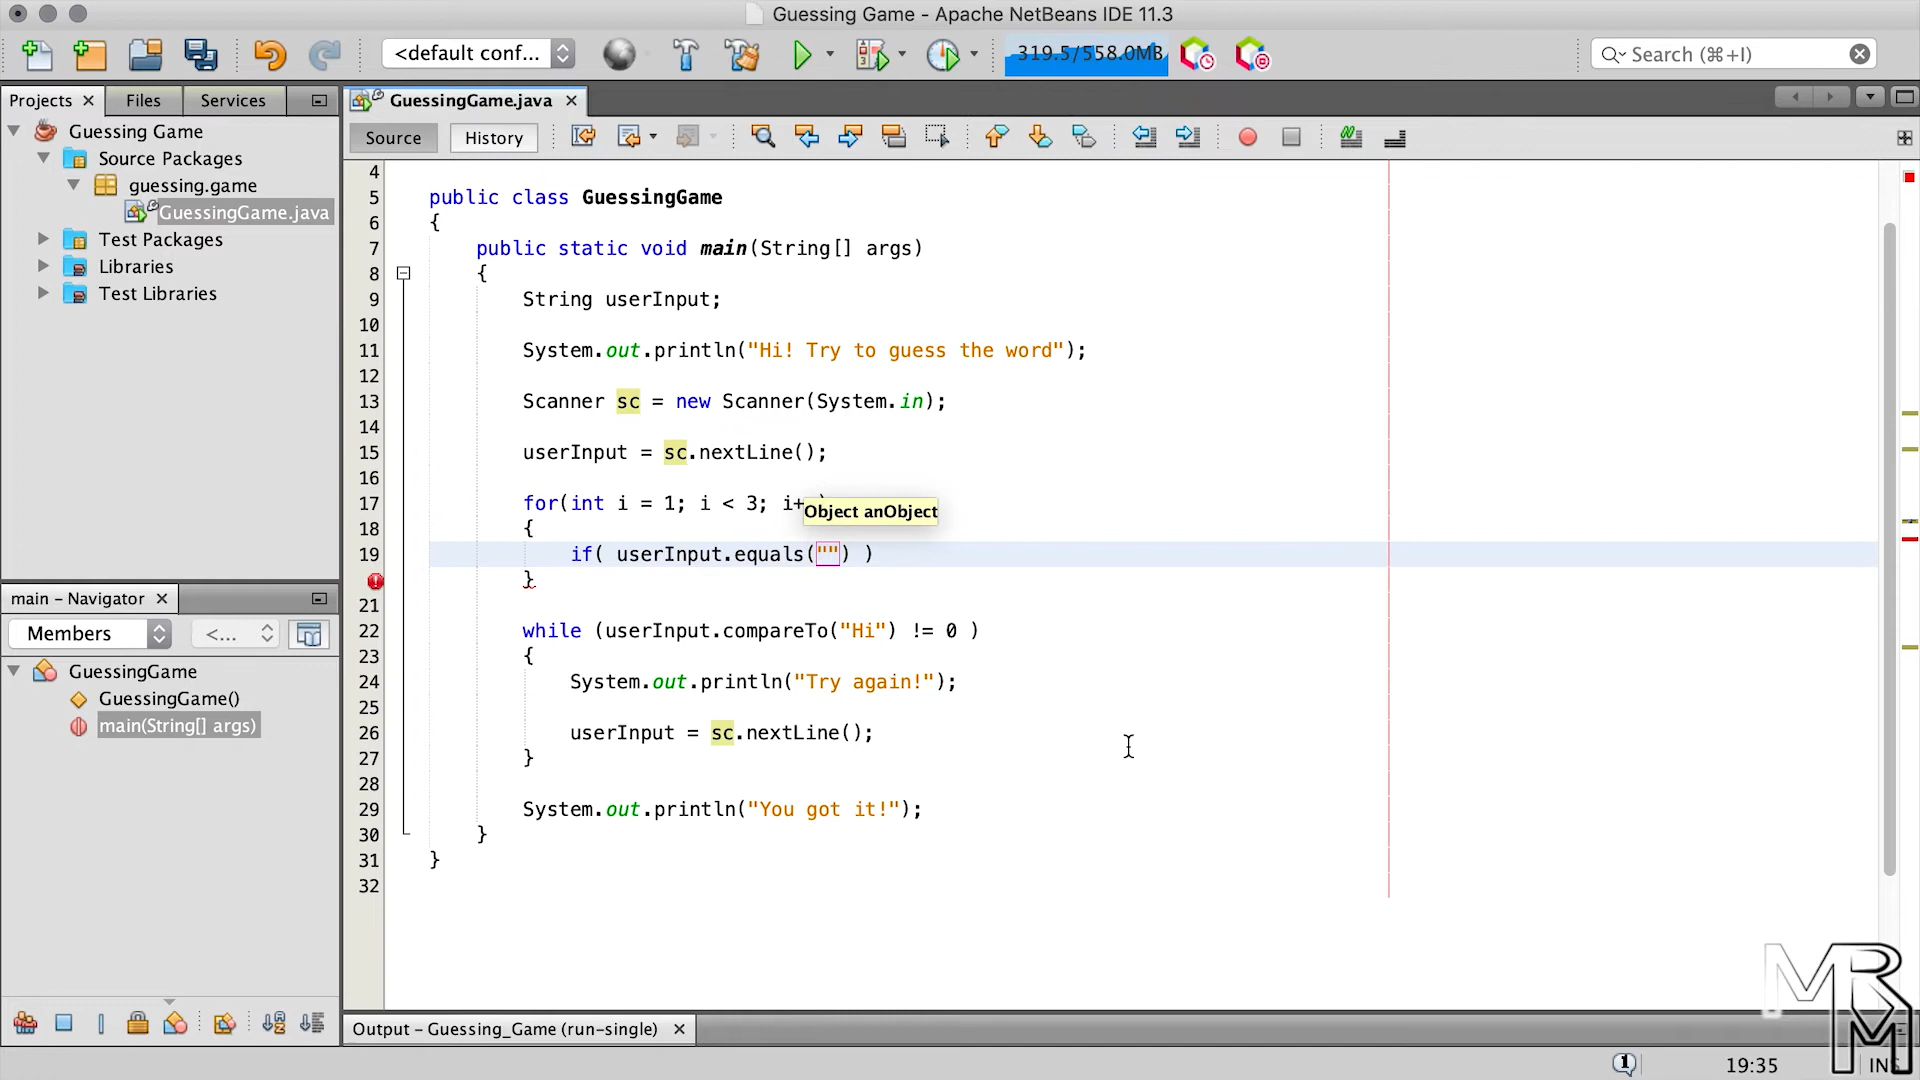 Guessing Game - Apache NetBeans IDE 11.3
<default conf...
319.5/558.0MB
Search (⌘+I)
Projects
Files
Services
GuessingGame.java
Source
History
Guessing Game
Source Packages
guessing.game
GuessingGame.java
Test Packages
Libraries
Test Libraries
4
5 public class GuessingGame
6 {
7 public static void main(String[] args)
8 {
9 String userInput;
10
11 System.out.println("Hi! Try to guess the word");
12
13 Scanner sc = new Scanner(System.in);
14
15 userInput = sc.nextLine();
16
17 for(int i = 1; i < 3; i+ )
Object anObject
18 {
19 if( userInput.equals("") )
}
21
22 while (userInput.compareTo("Hi") != 0 )
23 {
24 System.out.println("Try again!");
25
26 userInput = sc.nextLine();
27 }
28
29 System.out.println("You got it!");
30 }
31 }
32
main - Navigator
Members
<...
GuessingGame
GuessingGame()
main(String[] args)
Output - Guessing_Game (run-single)
1
19:35
MR
M